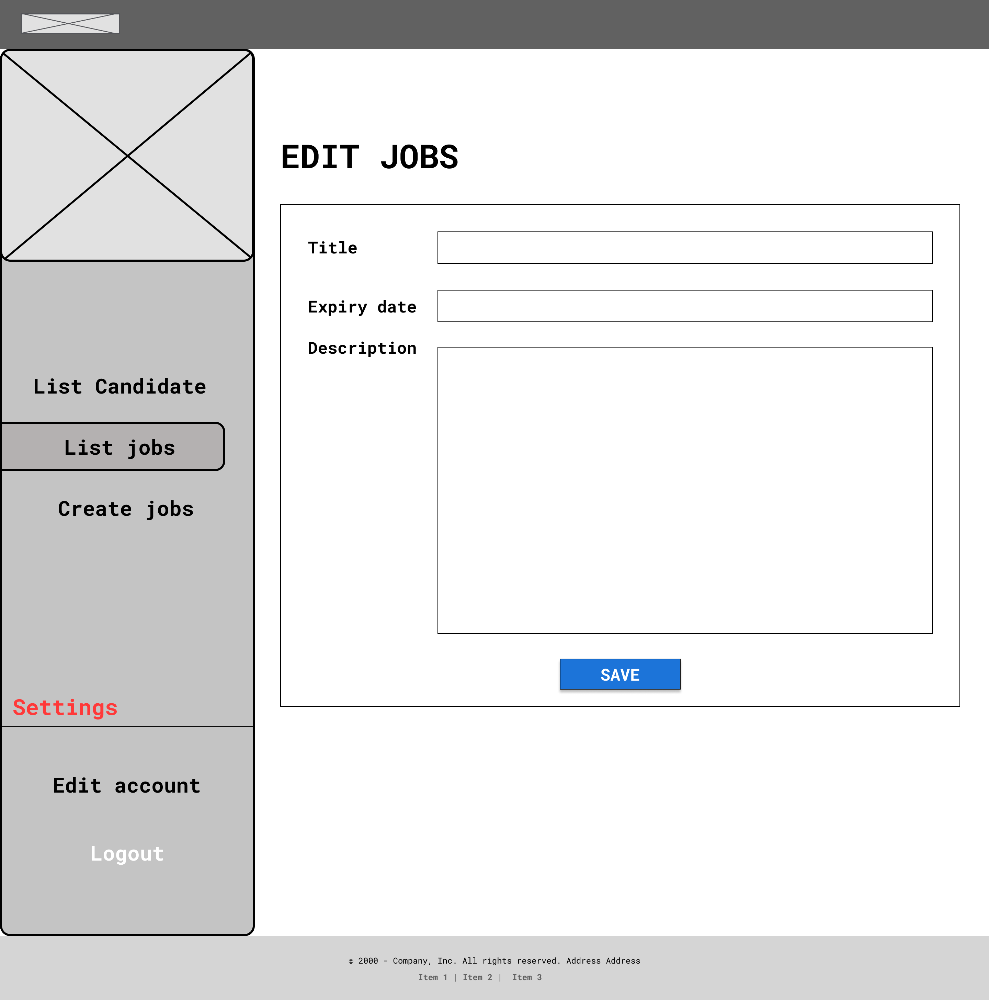 EDIT JOBS
Title
Expiry date
Description
SAVE
List Candidate
List jobs
Create jobs
Settings
Edit account
Logout
© 2000 - Company, Inc. All rights reserved. Address Address
Item 1 | Item 2 | Item 3